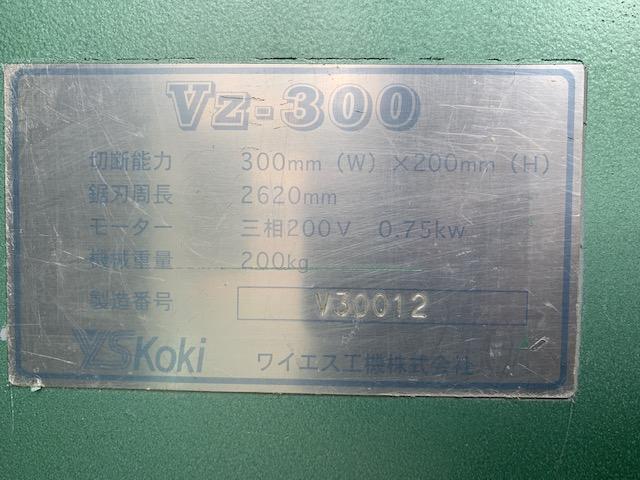 Vz-300
切断能力 300mm（W）×200mm（H）
鋸刃周長 2620mm
モーター 三相200V 0.75kw
機械重量 200kg
製造番号 V30012
YSKoki ワイエス工機株式会社